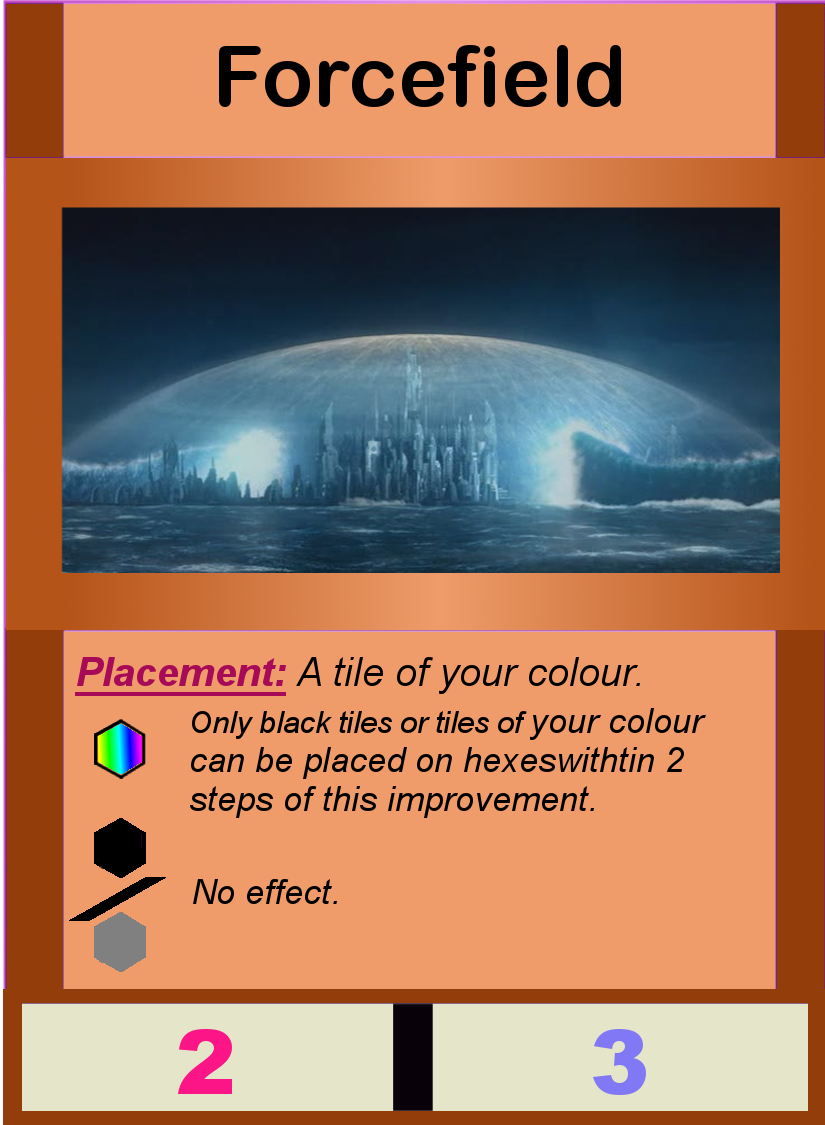 Forcefield
Placement: A tile of your colour.
Only black tiles or tiles of your colour
can be placed on hexeswithtin 2
steps of this improvement.
No effect.
2 3